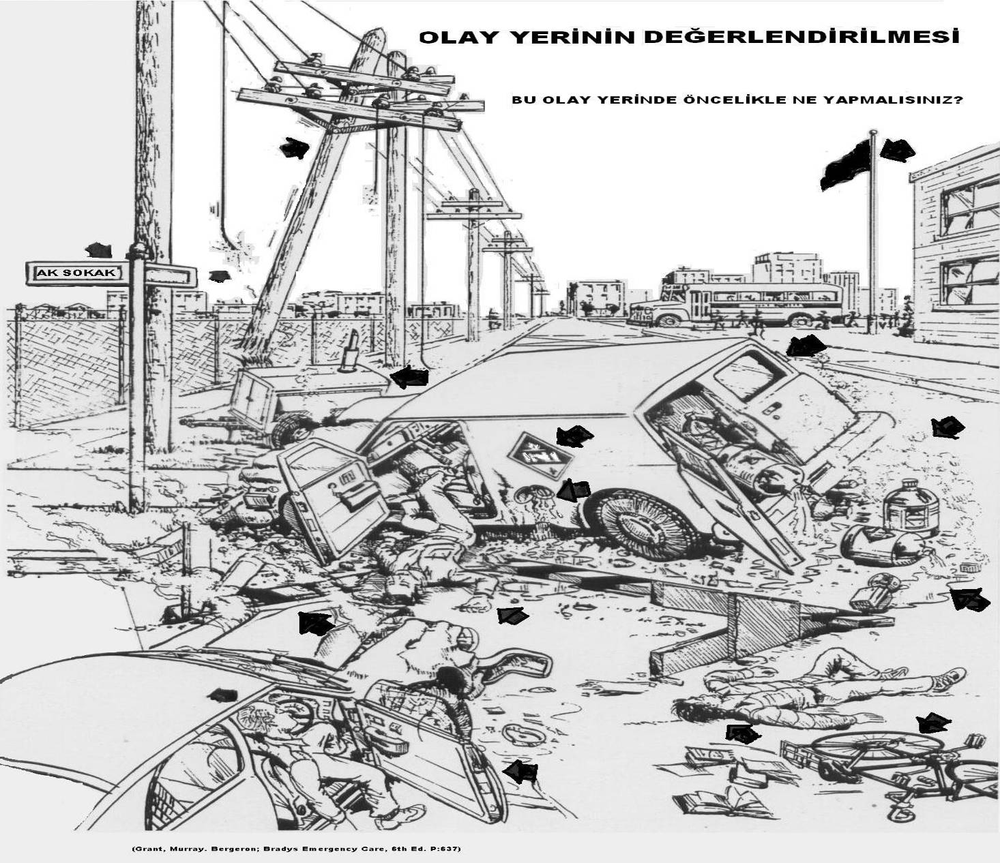 OLAY YERİNİN DEĞERLENDİRİLMESİ
BU OLAY YERİNDE ÖNCELİKLE NE YAPMALISINIZ?
AK SOKAK
(Grant, Murray. Bergeron; Bradys Emergency Care, 6th Ed. P:637)